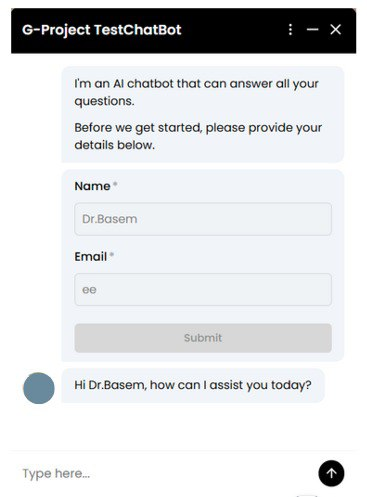 G-Project TestChatBot
I'm an AI chatbot that can answer all your
questions.
Before we get started, please provide your
details below.
Name *
Dr.Basem
Email *
ee
Submit
Hi Dr.Basem, how can I assist you today?
Type here...